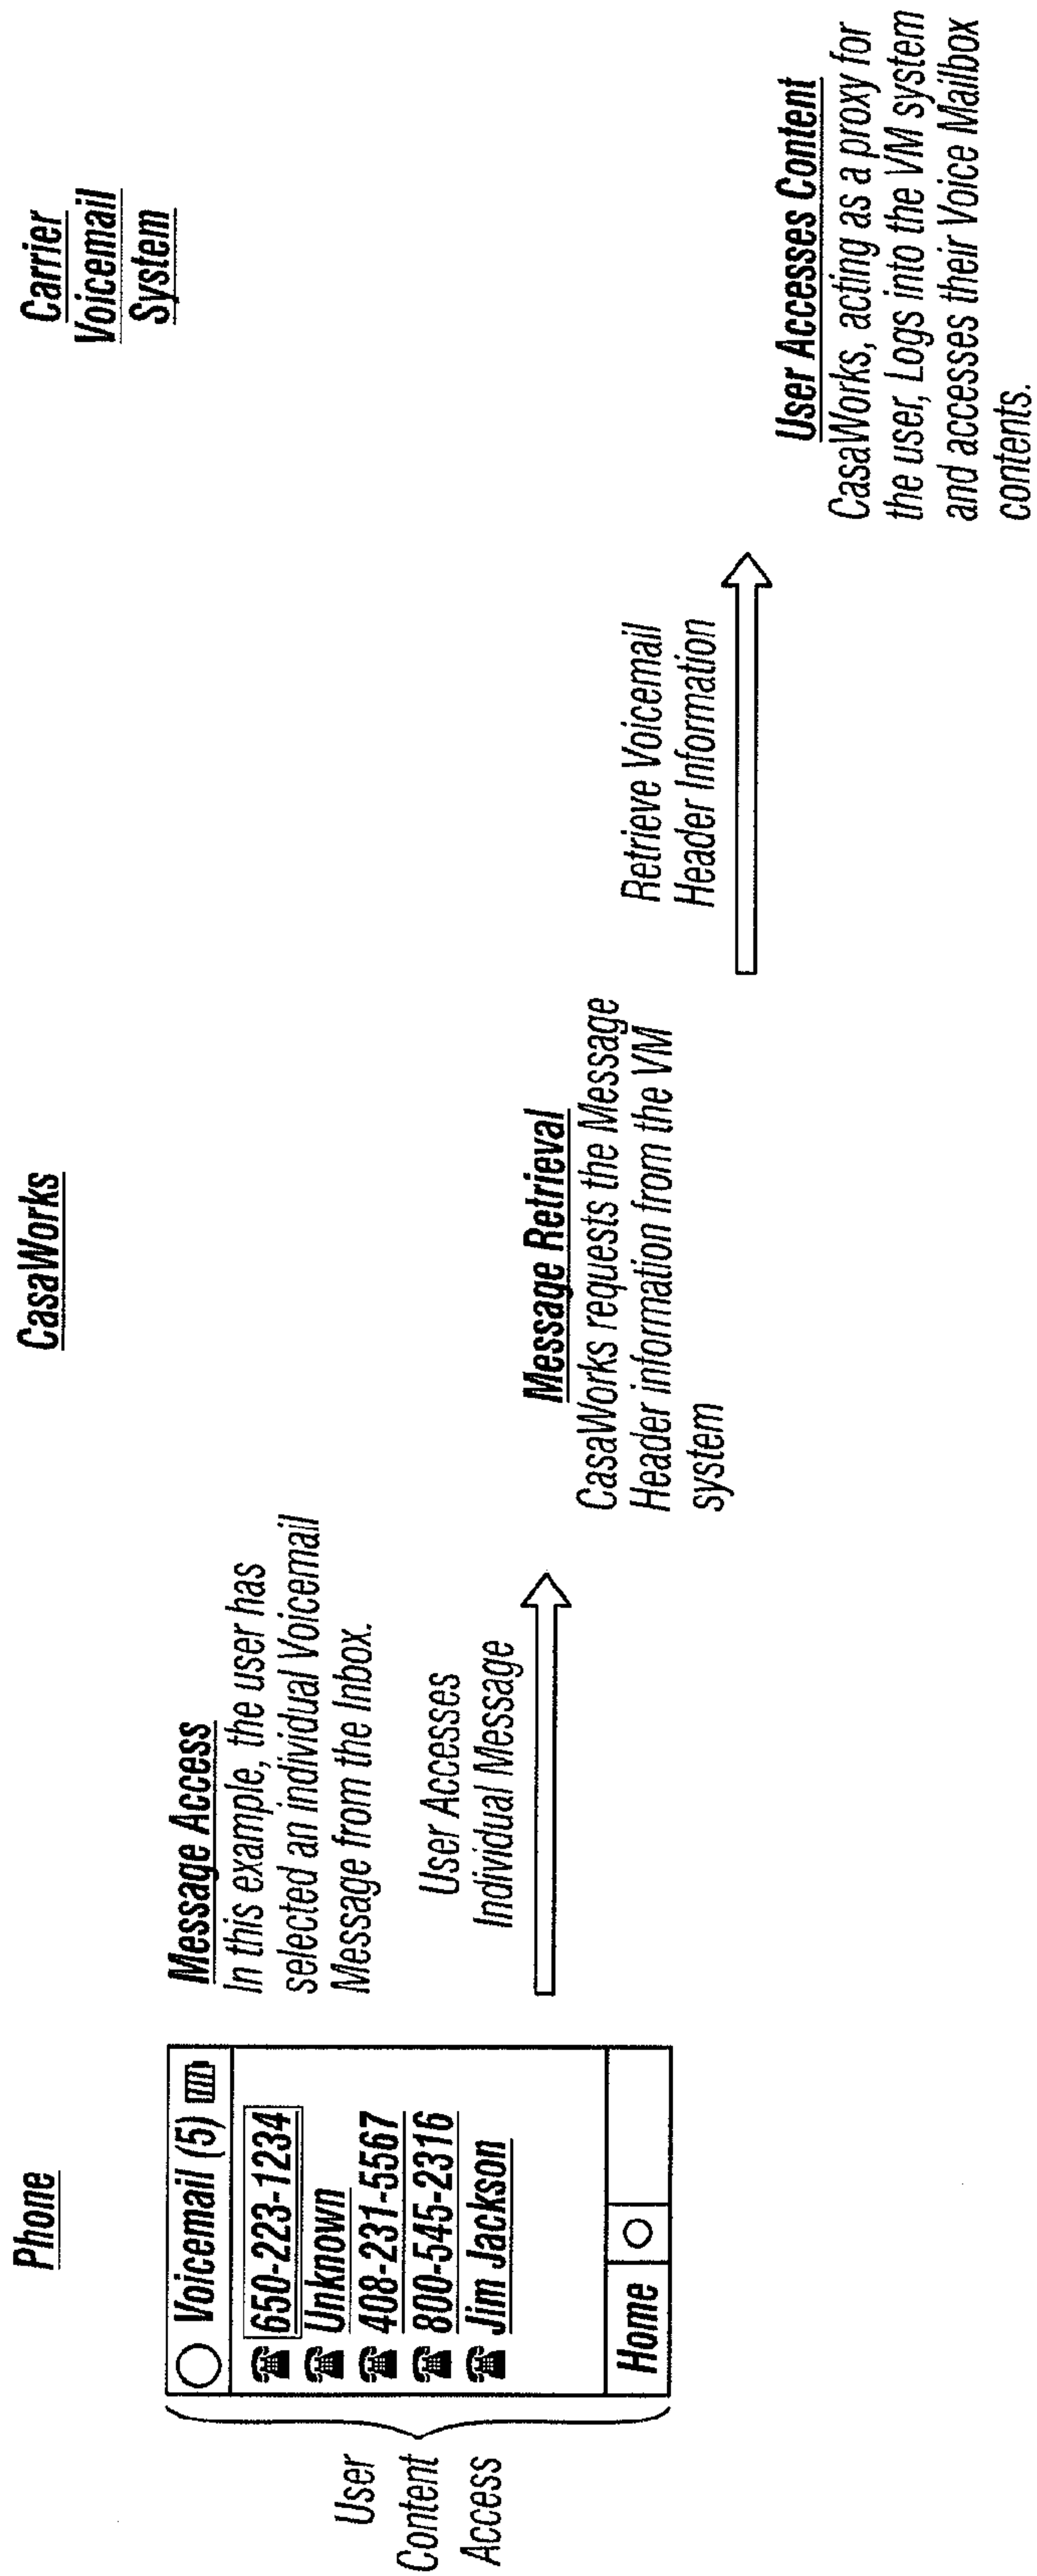 Phone
CasaWorks
Carrier
Voicemail
System
User
Content
Access
Voicemail (5)
650-223-1234
Unknown
408-231-5567
800-545-2316
Jim Jackson
Home
Message Access
In this example, the user has
selected an individual Voicemail
Message from the Inbox.
User Accesses
Individual Message
Message Retrieval
CasaWorks requests the Message
Header information from the VM
system
Retrieve Voicemail
Header Information
User Accesses Content
CasaWorks, acting as a proxy for
the user, Logs into the VM system
and accesses their Voice Mailbox
contents.